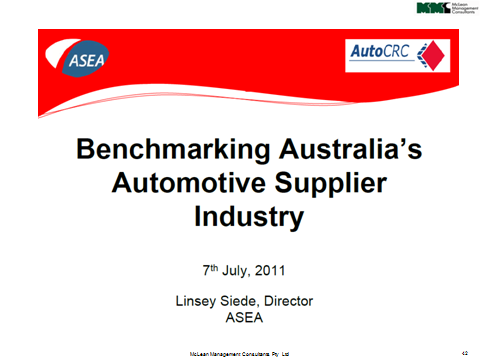 MMC McLean
Management
Consultants
ASEA
AutoCRC
Benchmarking Australia's
Automotive Supplier
Industry
7th July, 2011
Linsey Siede, Director
ASEA
McLean Management Consultants Pty Ltd
42